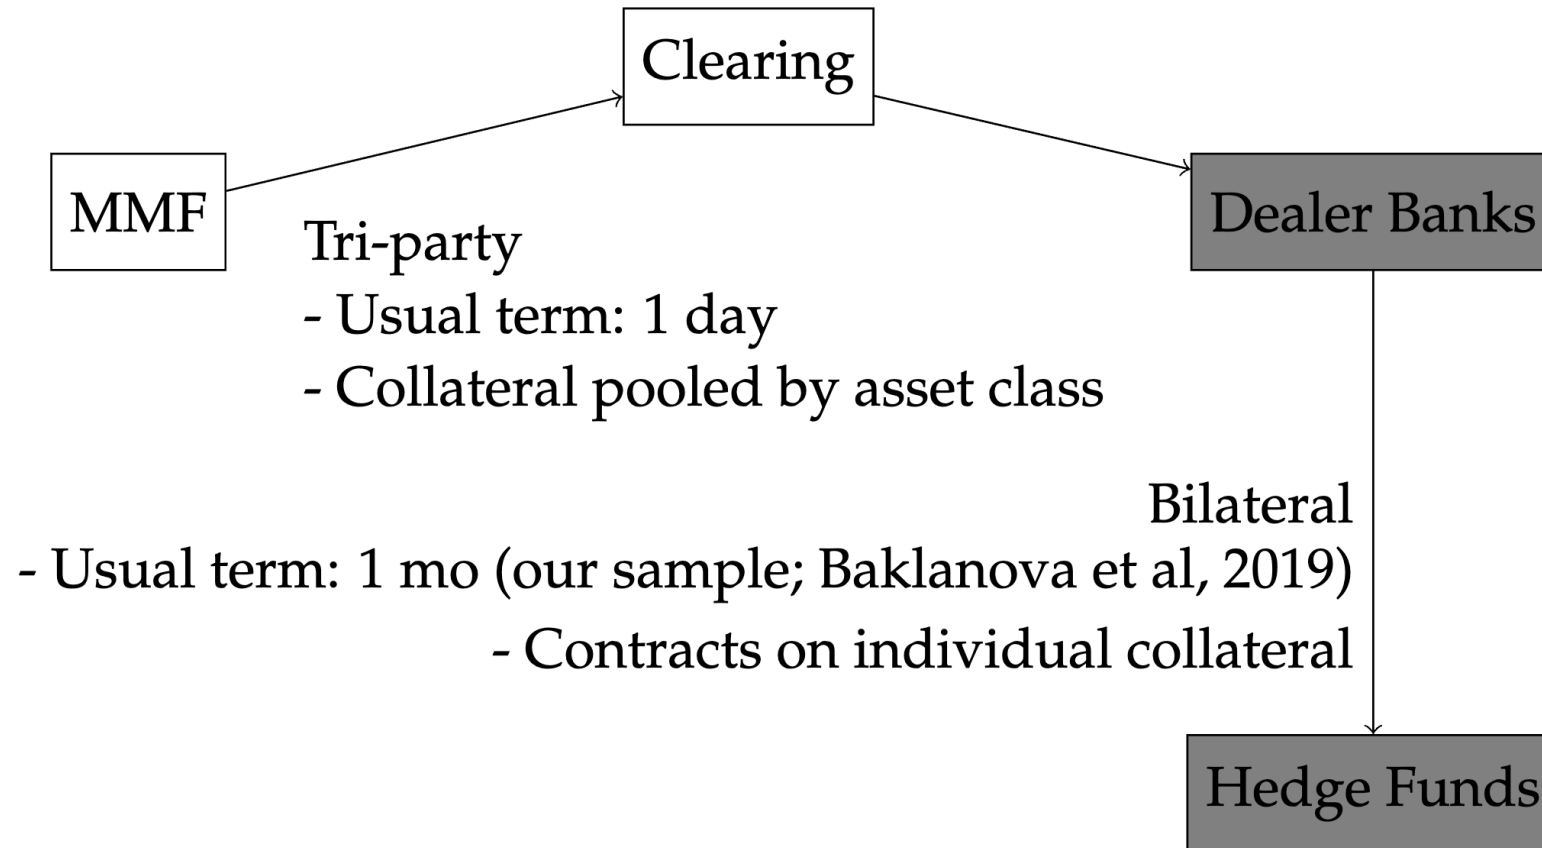 Clearing
MMF
Dealer Banks
Tri-party
- Usual term: 1 day
- Collateral pooled by asset class
Bilateral
- Usual term: 1 mo (our sample; Baklanova et al, 2019)
- Contracts on individual collateral
Hedge Funds